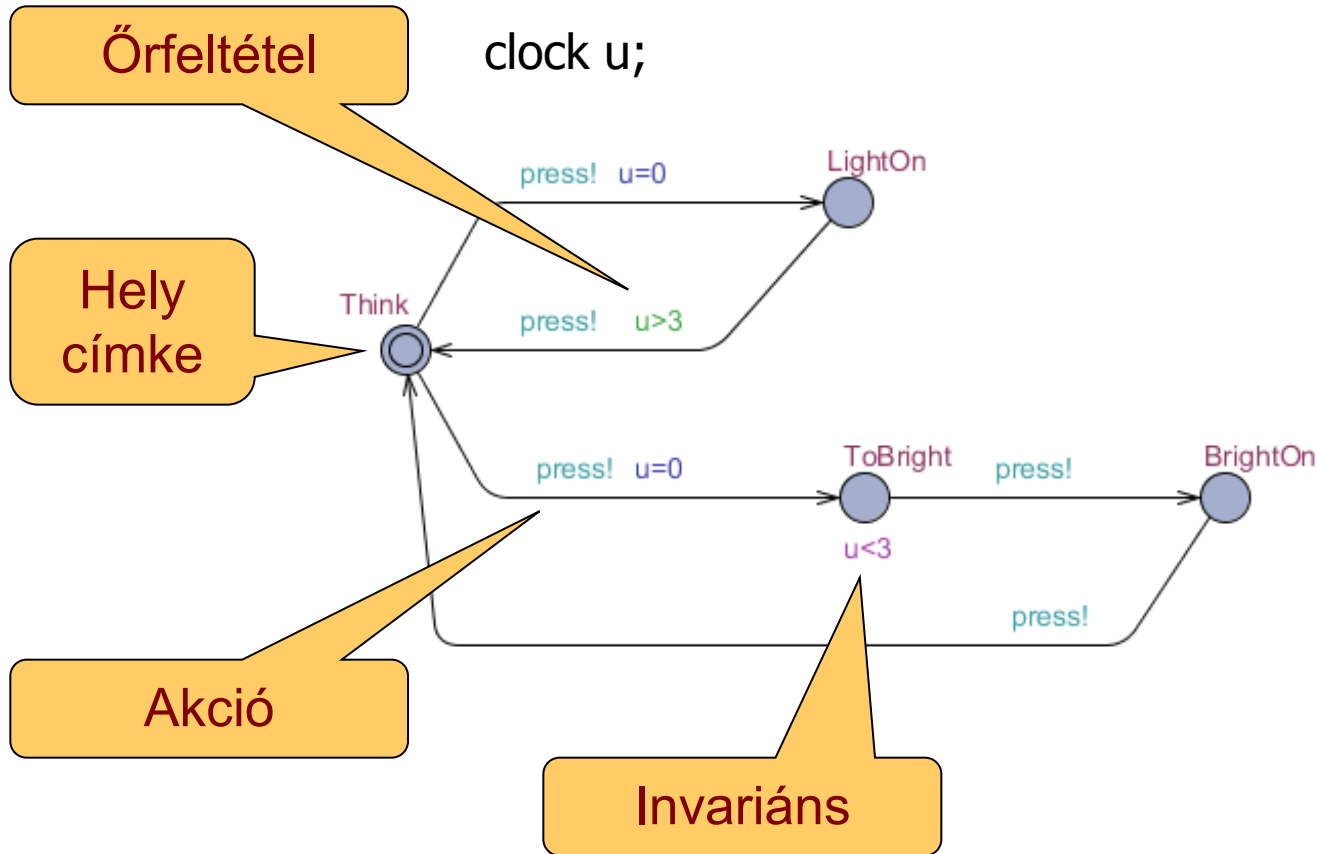 Őrfeltétel
clock u;
LightOn
press! u=0
Hely
címke
Think
press! u>3
press! u=0
ToBright
press!
BrightOn
u<3
press!
Akció
Invariáns